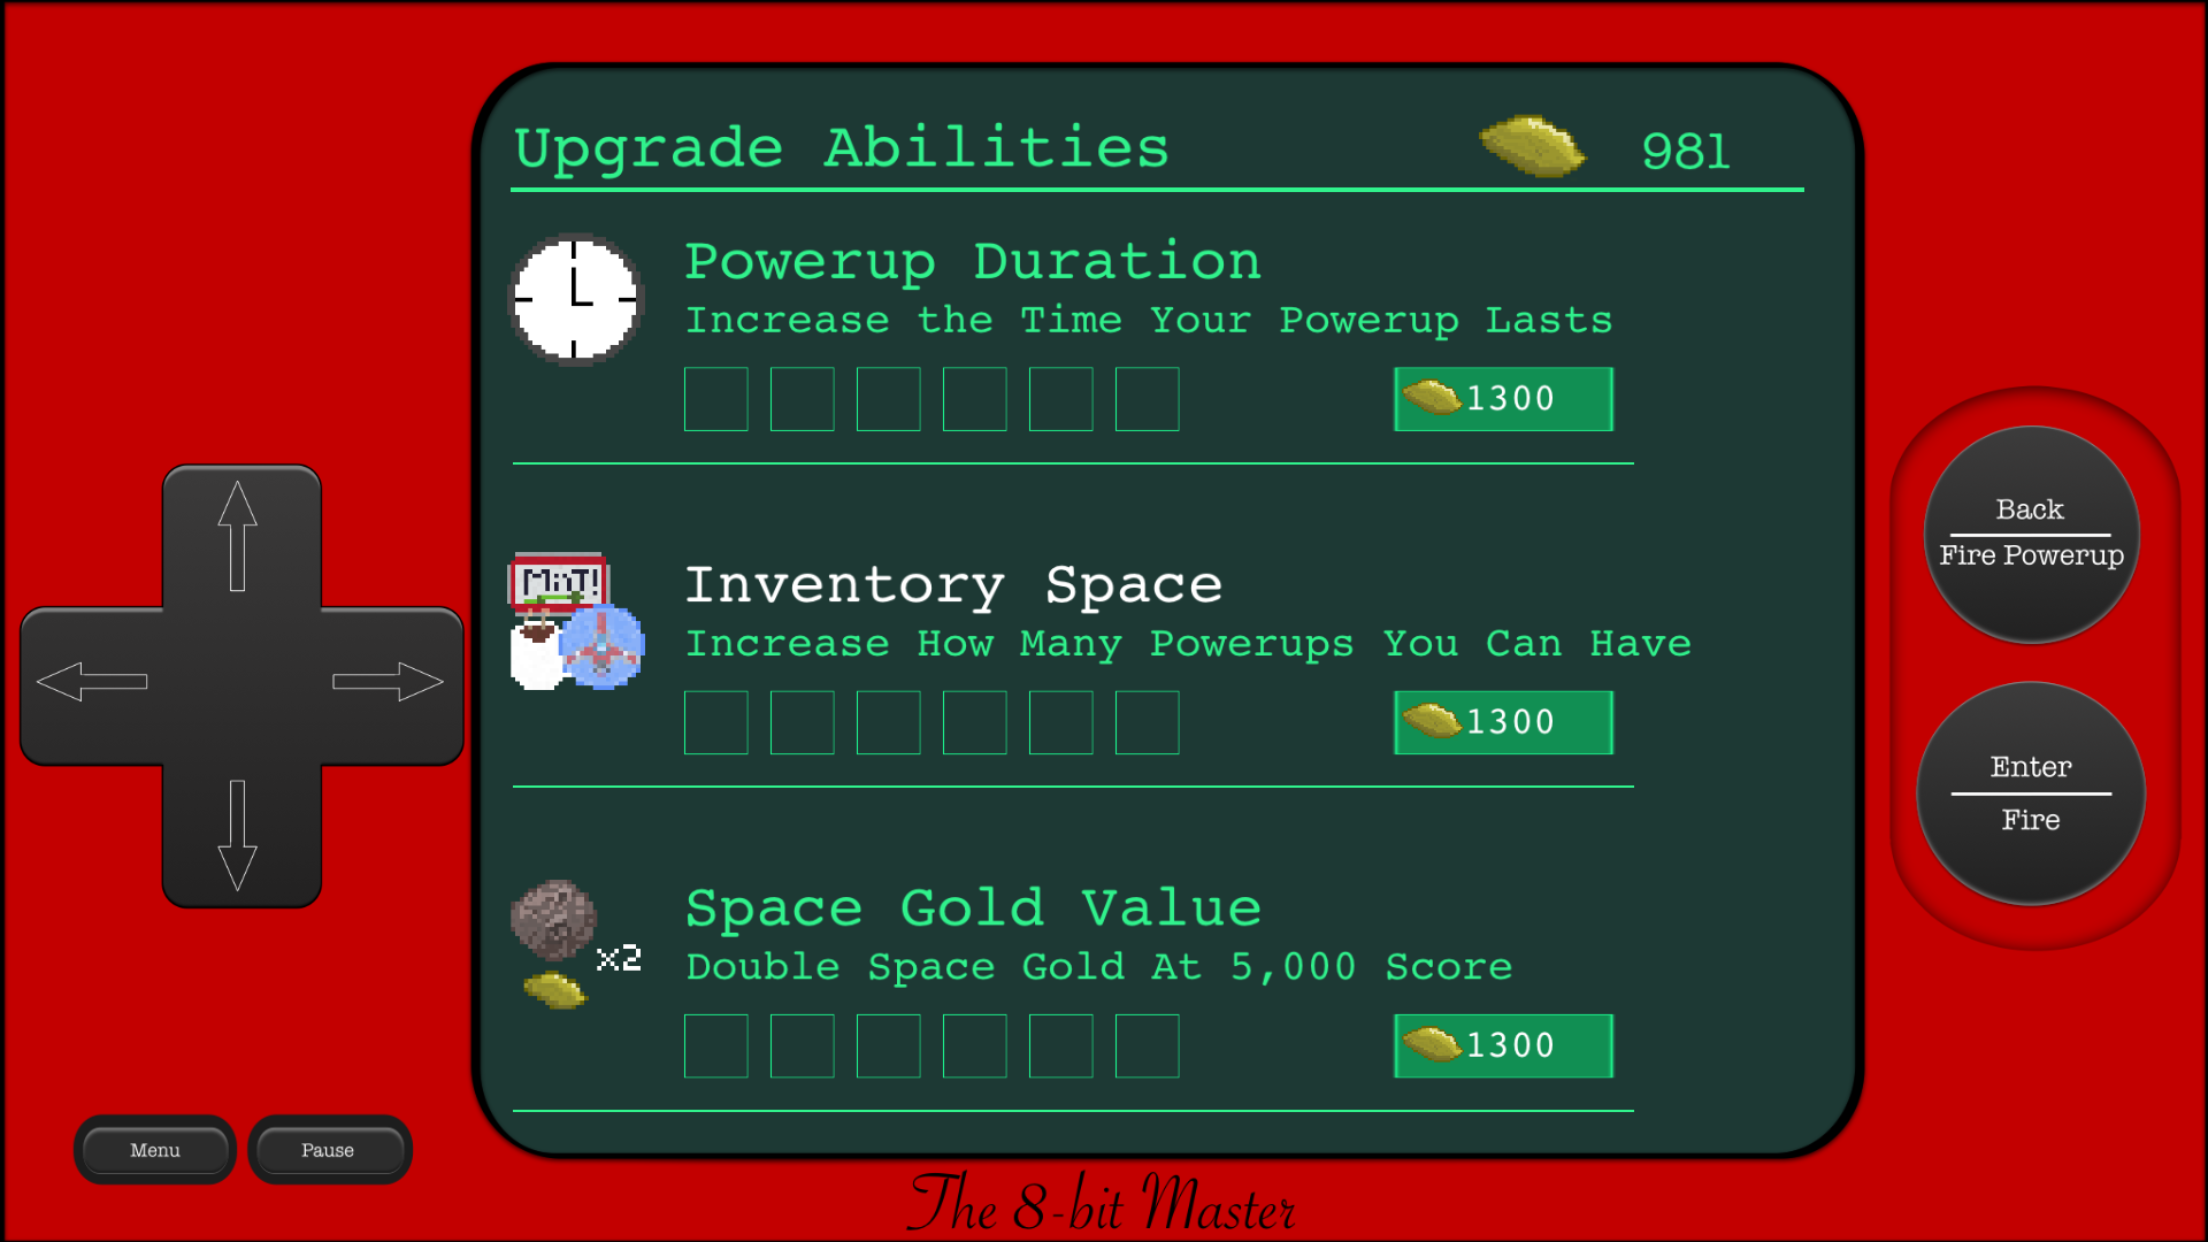 Upgrade Abilities 981
Powerup Duration
Increase the Time Your Powerup Lasts
1300
MinT!
Inventory Space
Increase How Many Powerups You Can Have
1300
x2
Space Gold Value
Double Space Gold At 5,000 Score
1300
Back
Fire Powerup
Enter
Fire
Menu Pause
The 8-bit Master